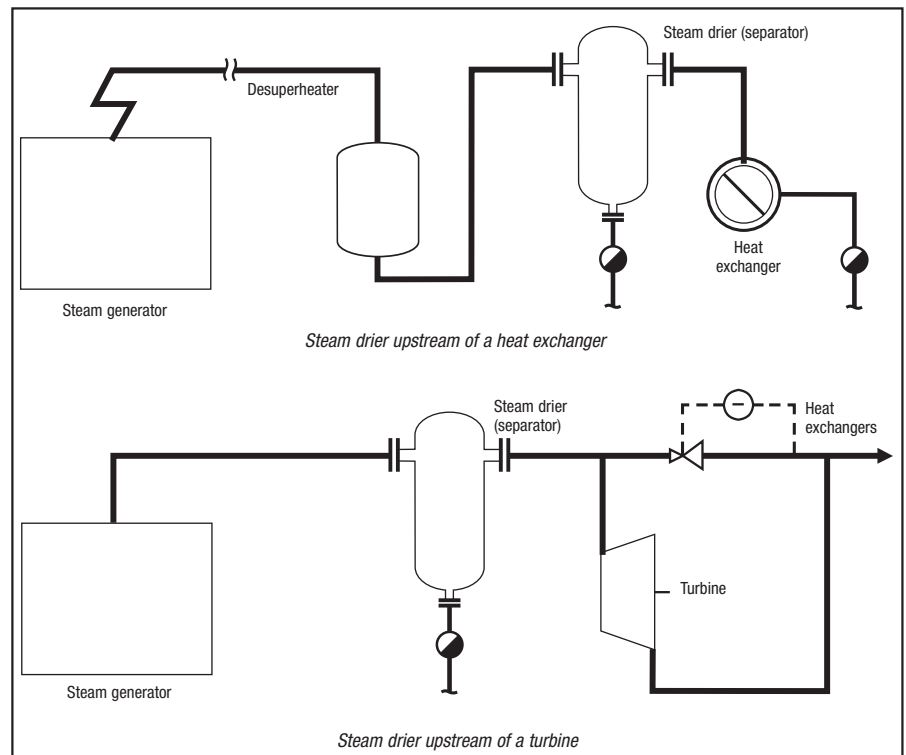 Steam drier (separator)
Desuperheater
Heat
exchanger
Steam generator
Steam drier upstream of a heat exchanger
Steam drier
(separator)
Heat
exchangers
Turbine
Steam generator
Steam drier upstream of a turbine